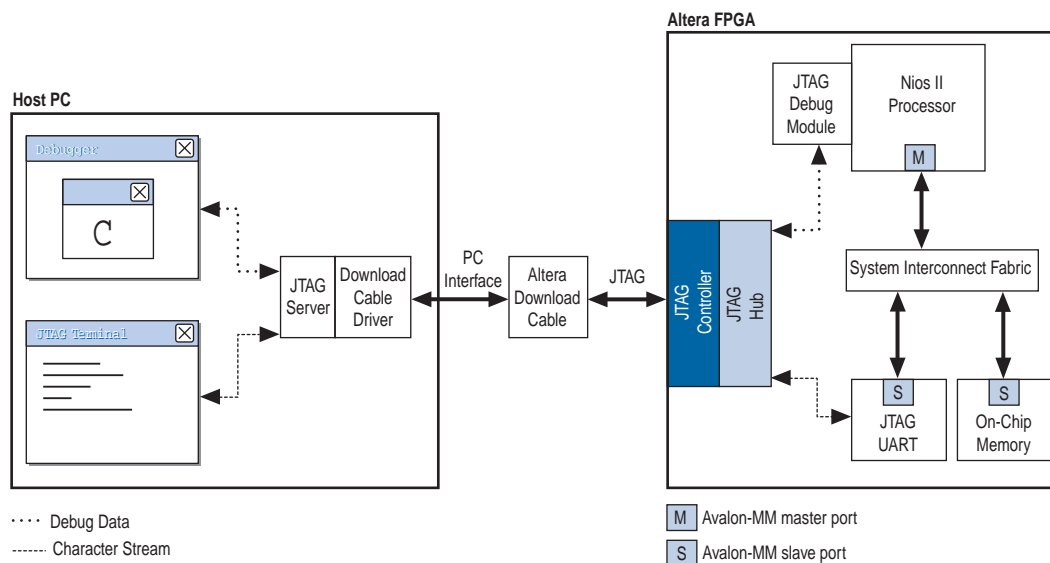 Altera FPGA
Host PC
Debugger
C
JTAG Terminal
JTAG
Server
Download
Cable
Driver
PC
Interface
Altera
Download
Cable
JTAG
JTAG
Controller
JTAG
Hub
JTAG
Debug
Module
Nios II
Processor
M
System Interconnect Fabric
S
JTAG
UART
S
On-Chip
Memory
Debug Data
Character Stream
M Avalon-MM master port
S Avalon-MM slave port